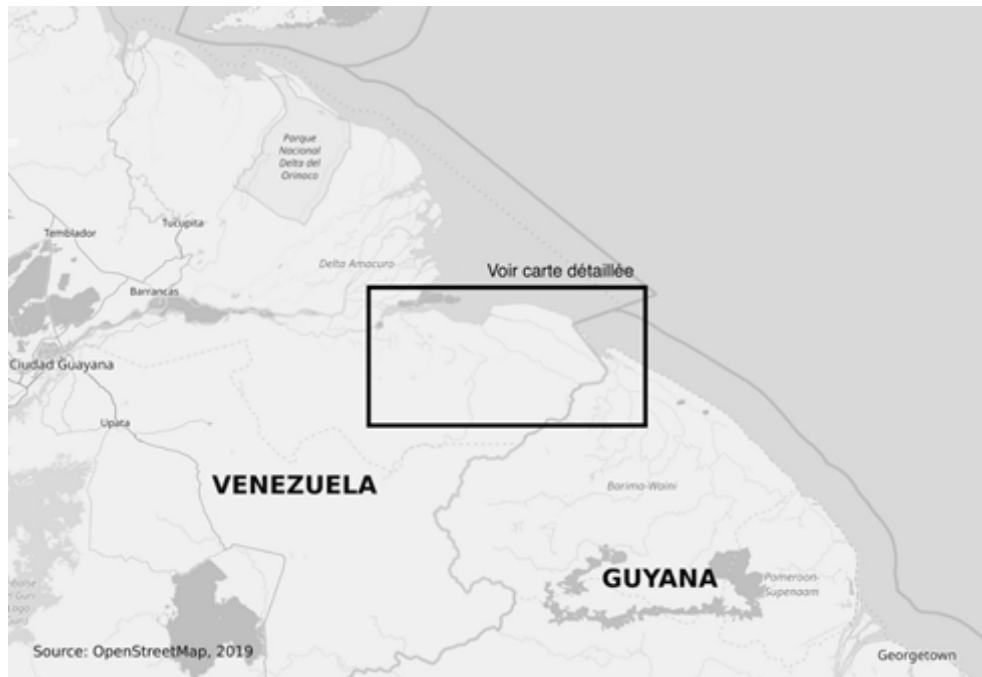 Parque
Nacional
Delta del
Orinoco
Tucupita
Temblador
Delta Amacuro
Voir carte détaillée
Barrancas
Ciudad Guayana
Upata
VENEZUELA
Barima-Waini
GUYANA
Pomeroon-
Supenaam
Source: OpenStreetMap, 2019
Georgetown